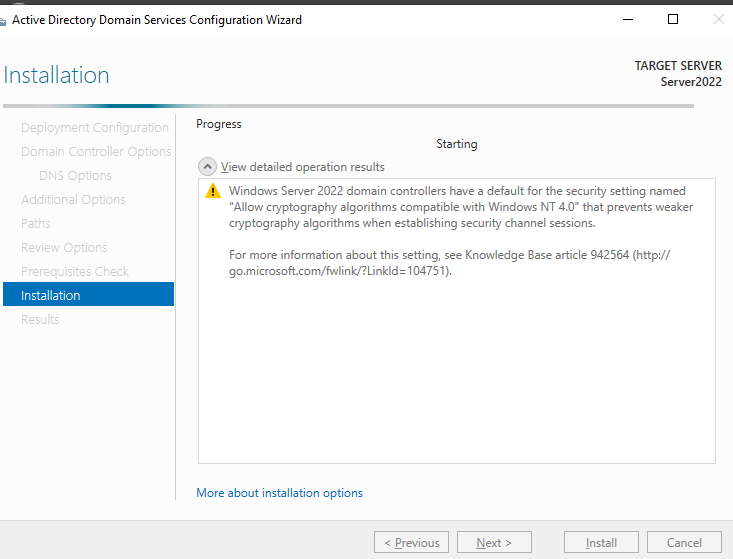 Active Directory Domain Services Configuration Wizard
Installation
TARGET SERVER
Server2022
Deployment Configuration
Domain Controller Options
DNS Options
Additional Options
Paths
Review Options
Prerequisites Check
Installation
Results
Progress
Starting
View detailed operation results
Windows Server 2022 domain controllers have a default for the security setting named
"Allow cryptography algorithms compatible with Windows NT 4.0" that prevents weaker
cryptography algorithms when establishing security channel sessions.
For more information about this setting, see Knowledge Base article 942564 (http://
go.microsoft.com/fwlink/?LinkId=104751).
More about installation options
< Previous
Next >
Install
Cancel